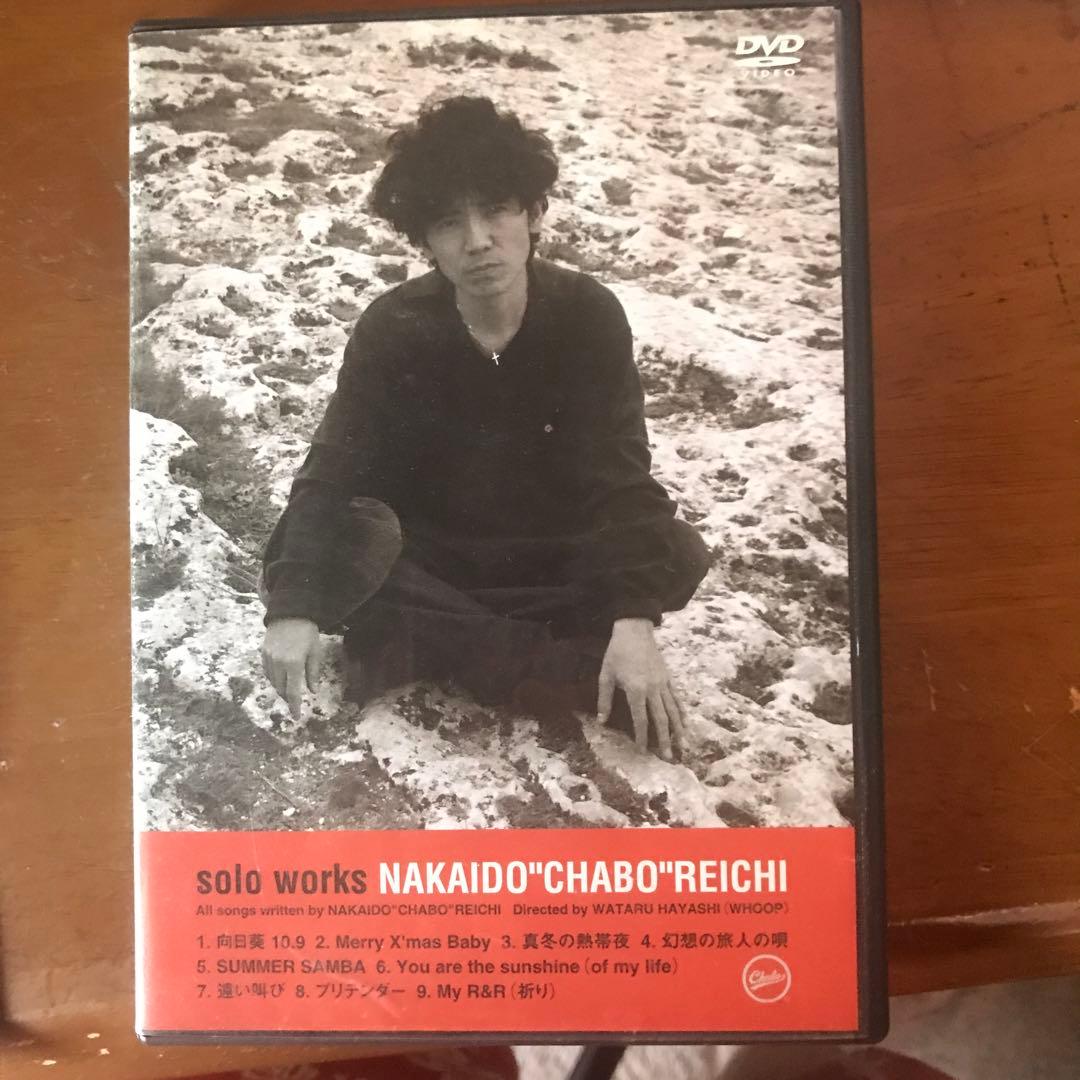 DVD
VIDEO
solo works NAKAIDO"CHABO"REICHI
All songs written by NAKAIDO"CHABO"REICHI Directed by WATARU HAYASHI (WHOOP)
1. 向日葵 10.9 2. Merry X'mas Baby 3. 真冬の熱帯夜 4. 幻想の旅人の唄
5. SUMMER SAMBA 6. You are the sunshine (of my life)
7. 遠い叫び 8. プリテンダー 9. My R&R (祈り)
Chabo